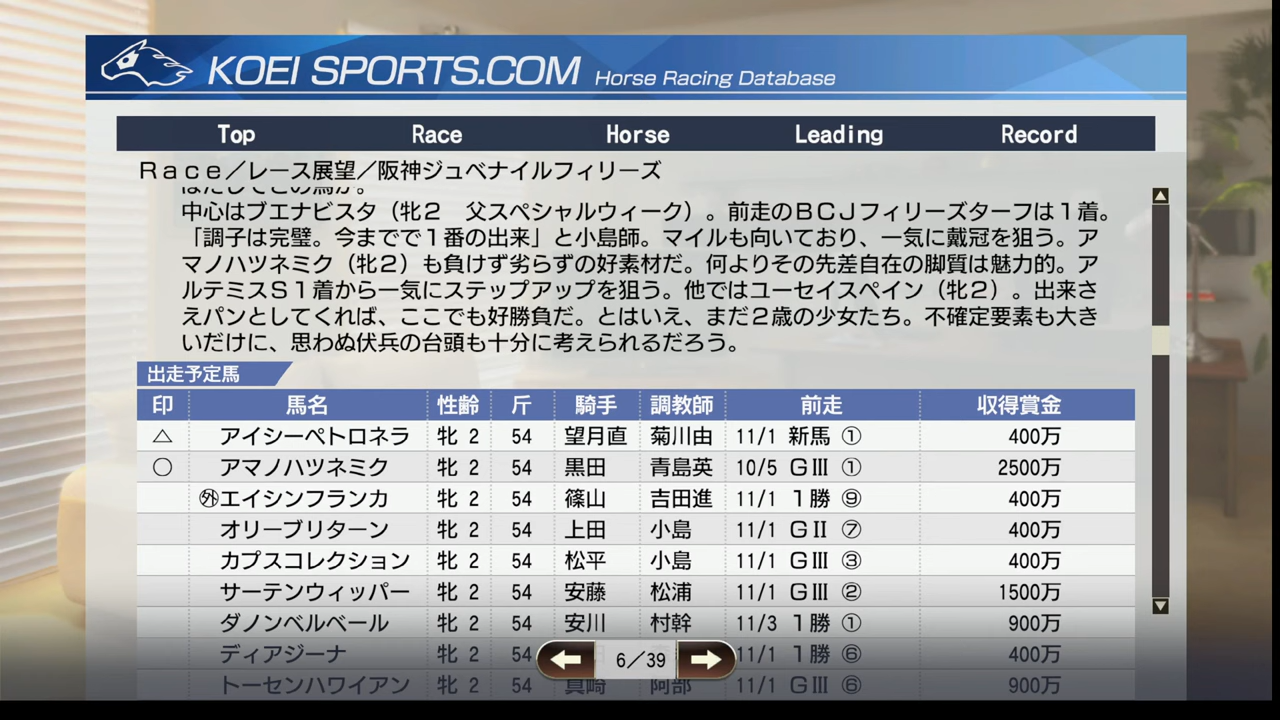 KOEI SPORTS.COM Horse Racing Database
Top Race Horse Leading Record
Ｒａｃｅ／レース展望／阪神ジュベナイルフィリーズ
はたしてこの馬か。
中心はブエナビスタ（牝２　父スペシャルウィーク）。前走のＢＣＪフィリーズターフは１着。
「調子は完璧。今までで１番の出来」と小島師。マイルも向いており、一気に戴冠を狙う。ア
マノハツネミク（牝２）も負けず劣らずの好素材だ。何よりその先差自在の脚質は魅力的。ア
ルテミスＳ１着から一気にステップアップを狙う。他ではユーセイスペイン（牝２）。出来さ
えパンとしてくれば、ここでも好勝負だ。とはいえ、まだ２歳の少女たち。不確定要素も大き
いだけに、思わぬ伏兵の台頭も十分に考えられるだろう。
出走予定馬
印 馬名 性齢 斤 騎手 調教師 前走 収得賞金
△ アイシーペトロネラ 牝 2 54 望月直 菊川由 11/1 新馬 ① 400万
○ アマノハツネミク 牝 2 54 黒田 青島英 10/5 GⅢ ① 2500万
㋕エイシンフランカ 牝 2 54 篠山 吉田進 11/1 1勝 ⑨ 400万
オリーブリターン 牝 2 54 上田 小島 11/1 GⅡ ⑦ 400万
カプスコレクション 牝 2 54 松平 小島 11/1 GⅢ ③ 400万
サーテンウィッパー 牝 2 54 安藤 松浦 11/1 GⅢ ② 1500万
ダノンベルベール 牝 2 54 安川 村幹 11/3 1勝 ① 900万
ディアジーナ 牝 2 54 11/1 1勝 ⑥ 400万
トーセンハワイアン 牝 2 54 真崎 阿部 11/1 GⅢ ⑥ 900万
6／39